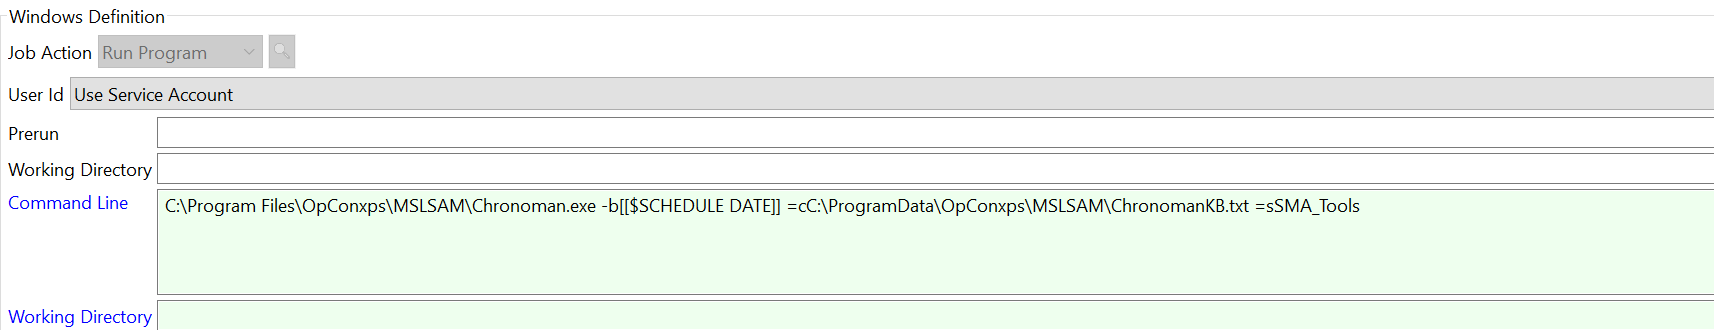 Windows Definition
Job Action Run Program
User Id Use Service Account
Prerun
Working Directory
Command Line C:\Program Files\OpConxps\MSLSAM\Chronoman.exe -b[[$SCHEDULE DATE]] =cC:\ProgramData\OpConxps\MSLSAM\ChronomanKB.txt =sSMA_Tools
Working Directory